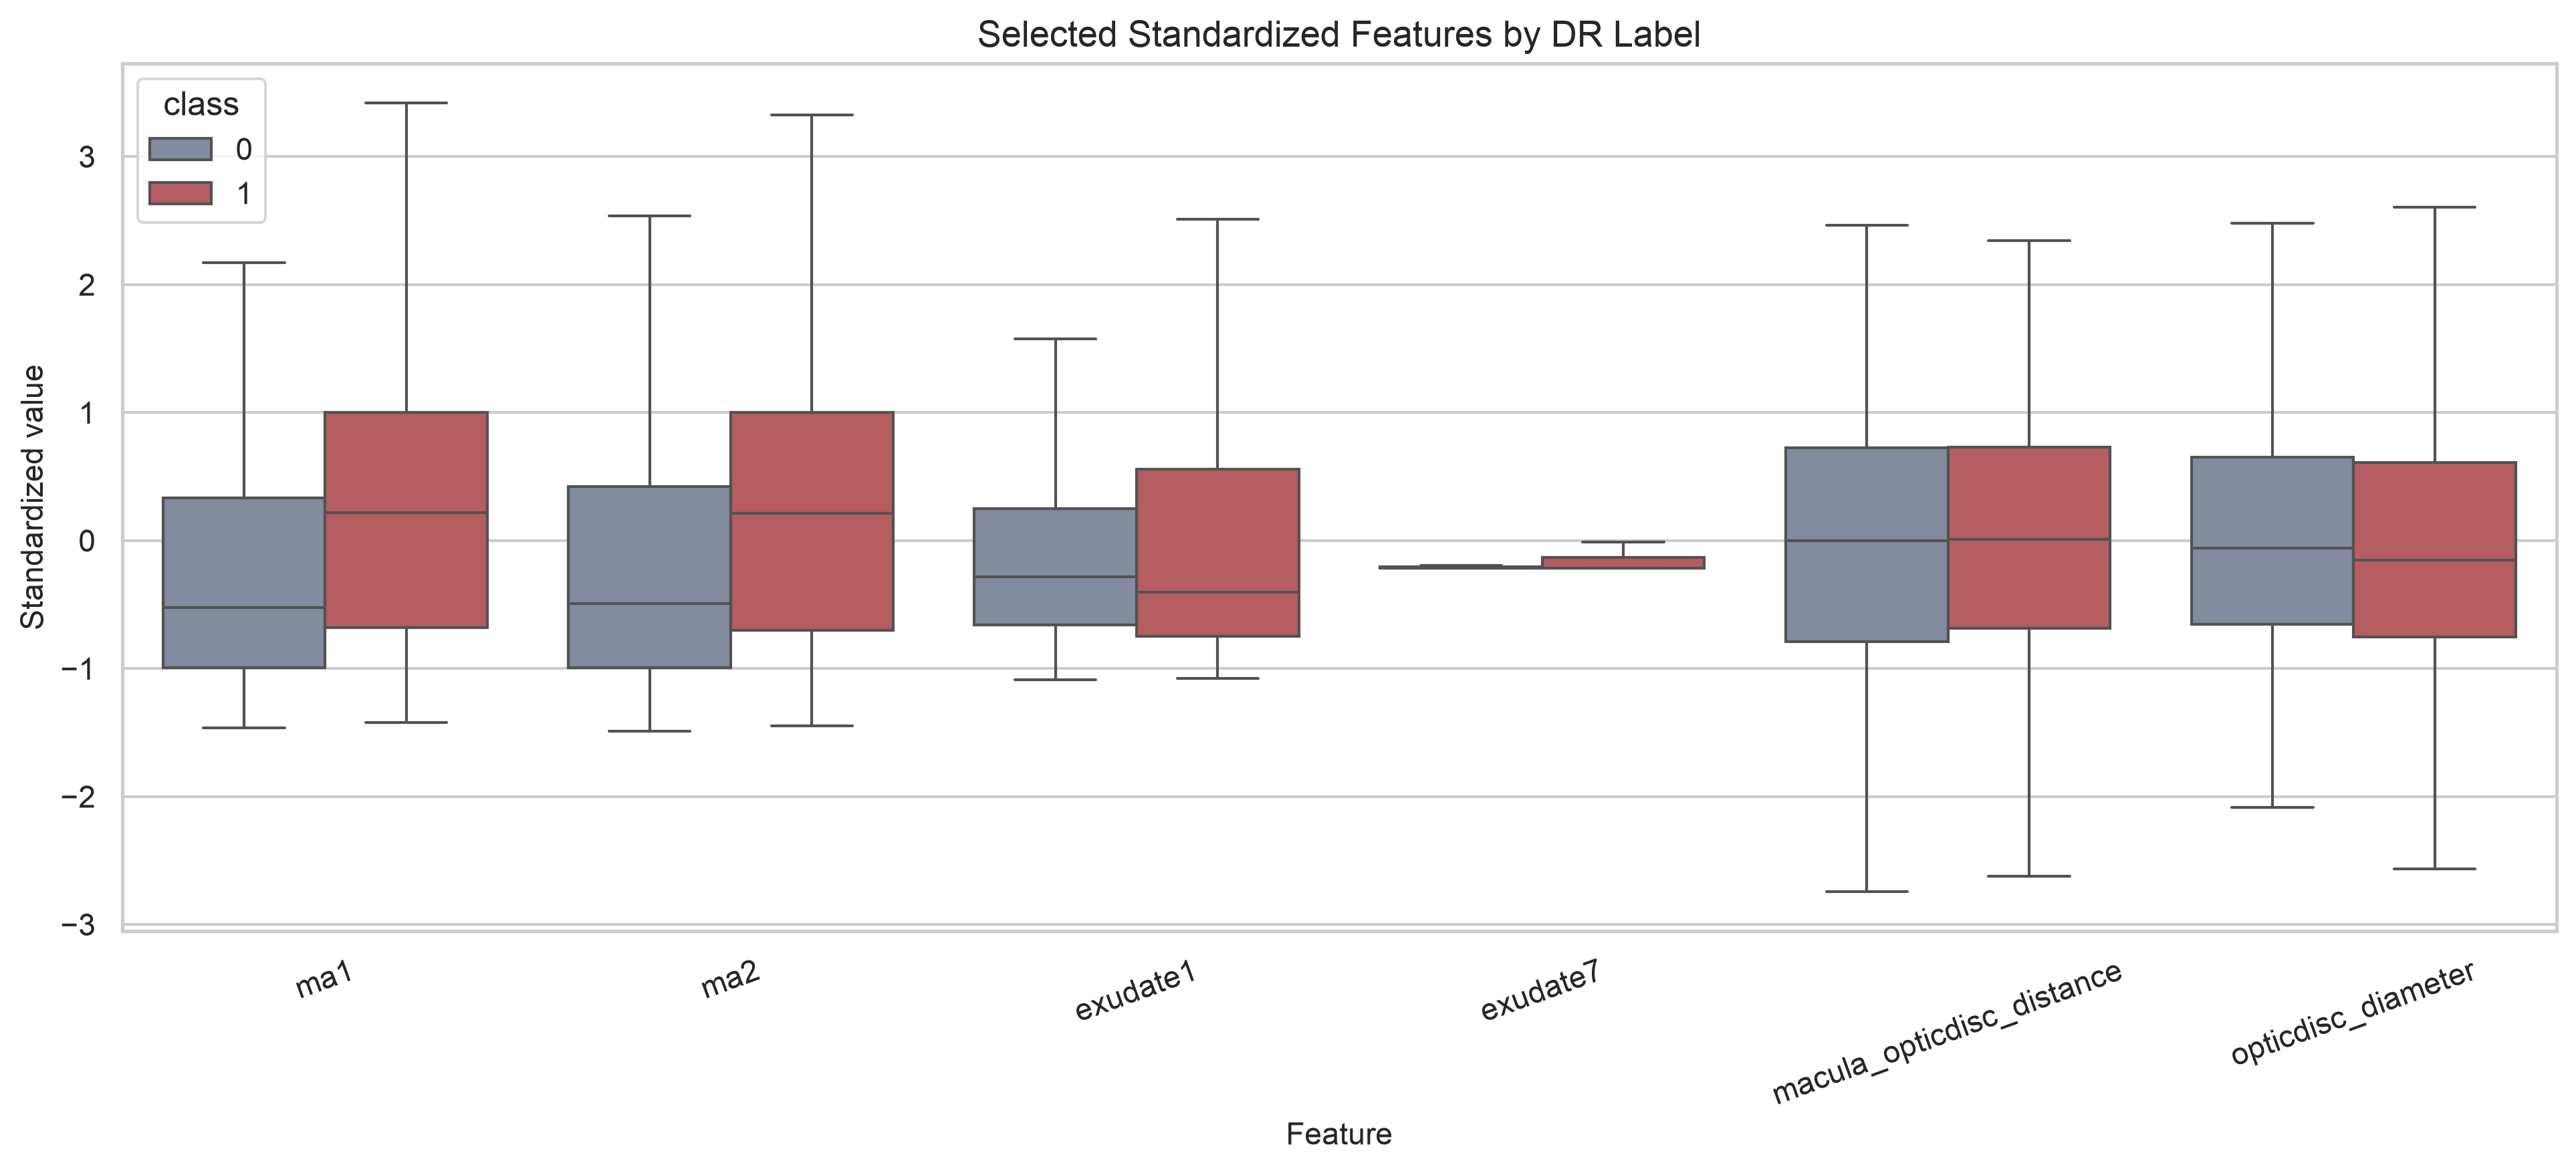 Selected Standardized Features by DR Label
class
0
1
Standardized value
3
2
1
0
−1
−2
−3
ma1
ma2
exudate1
exudate7
macula_opticdisc_distance
opticdisc_diameter
Feature